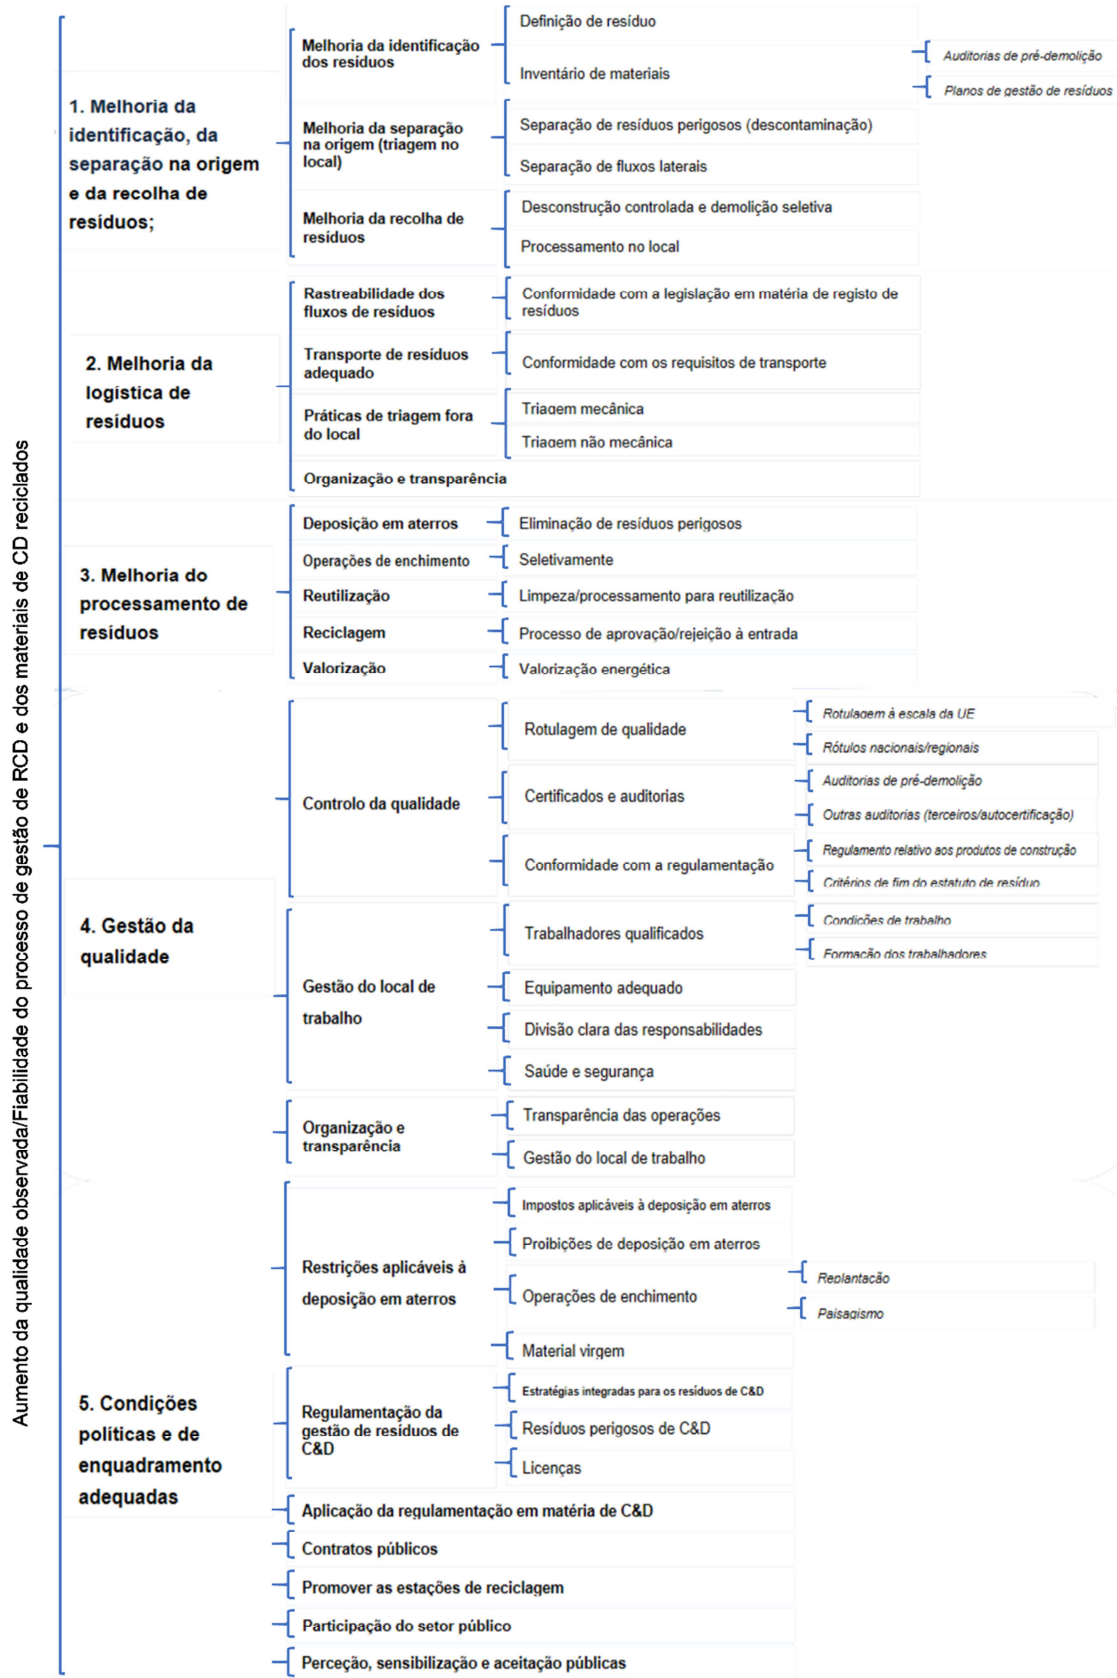 Aumento da qualidade observada/Fiabilidade do processo de gestão de RCD e dos materiais de CD reciclados
1. Melhoria da
identificação, da
separação na origem
e da recolha de
resíduos;
Melhoria da identificação
dos resíduos
Definição de resíduo
Inventário de materiais
Auditorias de pré-demolição
Planos de gestão de resíduos
Melhoria da separação
na origem (triagem no
local)
Separação de resíduos perigosos (descontaminação)
Separação de fluxos laterais
Melhoria da recolha de
resíduos
Desconstrução controlada e demolição seletiva
Processamento no local
2. Melhoria da
logística de
resíduos
Rastreabilidade dos
fluxos de resíduos
Conformidade com a legislação em matéria de registo de
resíduos
Transporte de resíduos
adequado
Conformidade com os requisitos de transporte
Práticas de triagem fora
do local
Triagem mecânica
Triagem não mecânica
Organização e transparência
3. Melhoria do
processamento de
resíduos
Deposição em aterros
Eliminação de resíduos perigosos
Operações de enchimento
Seletivamente
Reutilização
Limpeza/processamento para reutilização
Reciclagem
Processo de aprovação/rejeição à entrada
Valorização
Valorização energética
4. Gestão da
qualidade
Controlo da qualidade
Rotulagem de qualidade
Rotulagem à escala da UE
Rótulos nacionais/regionais
Certificados e auditorias
Auditorias de pré-demolição
Outras auditorias (terceiros/autocertificação)
Conformidade com a regulamentação
Regulamento relativo aos produtos de construção
Critérios de fim do estatuto de resíduo
Gestão do local de
trabalho
Trabalhadores qualificados
Condições de trabalho
Formação dos trabalhadores
Equipamento adequado
Divisão clara das responsabilidades
Saúde e segurança
Organização e
transparência
Transparência das operações
Gestão do local de trabalho
5. Condições
políticas e de
enquadramento
adequadas
Restrições aplicáveis à
deposição em aterros
Impostos aplicáveis à deposição em aterros
Proibições de deposição em aterros
Operações de enchimento
Replantação
Paisagismo
Material virgem
Regulamentação da
gestão de resíduos de
C&D
Estratégias integradas para os resíduos de C&D
Resíduos perigosos de C&D
Licenças
Aplicação da regulamentação em matéria de C&D
Contratos públicos
Promover as estações de reciclagem
Participação do setor público
Perceção, sensibilização e aceitação públicas